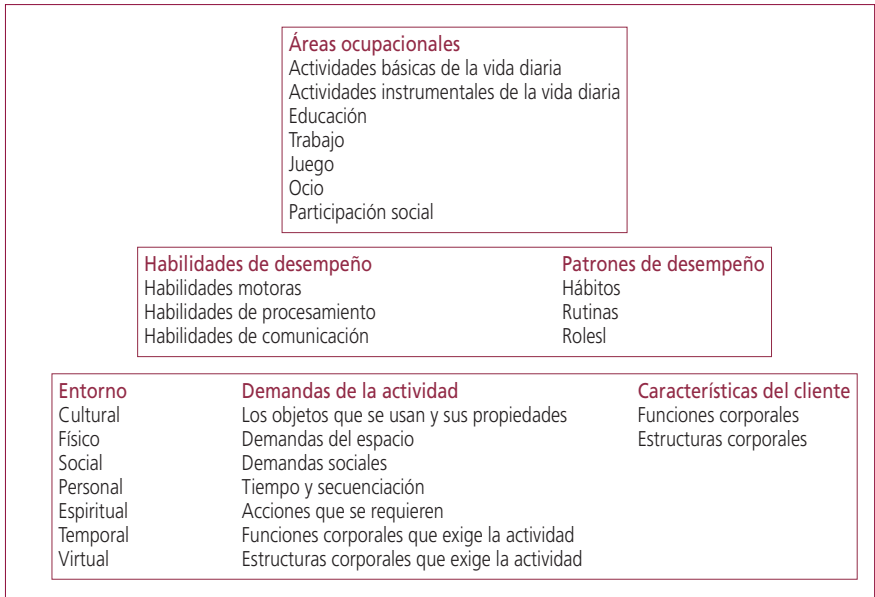 Áreas ocupacionales
Actividades básicas de la vida diaria
Actividades instrumentales de la vida diaria
Educación
Trabajo
Juego
Ocio
Participación social
Habilidades de desempeño
Habilidades motoras
Habilidades de procesamiento
Habilidades de comunicación
Patrones de desempeño
Hábitos
Rutinas
Rolesl
Entorno
Cultural
Físico
Social
Personal
Espiritual
Temporal
Virtual
Demandas de la actividad
Los objetos que se usan y sus propiedades
Demandas del espacio
Demandas sociales
Tiempo y secuenciación
Acciones que se requieren
Funciones corporales que exige la actividad
Estructuras corporales que exige la actividad
Características del cliente
Funciones corporales
Estructuras corporales